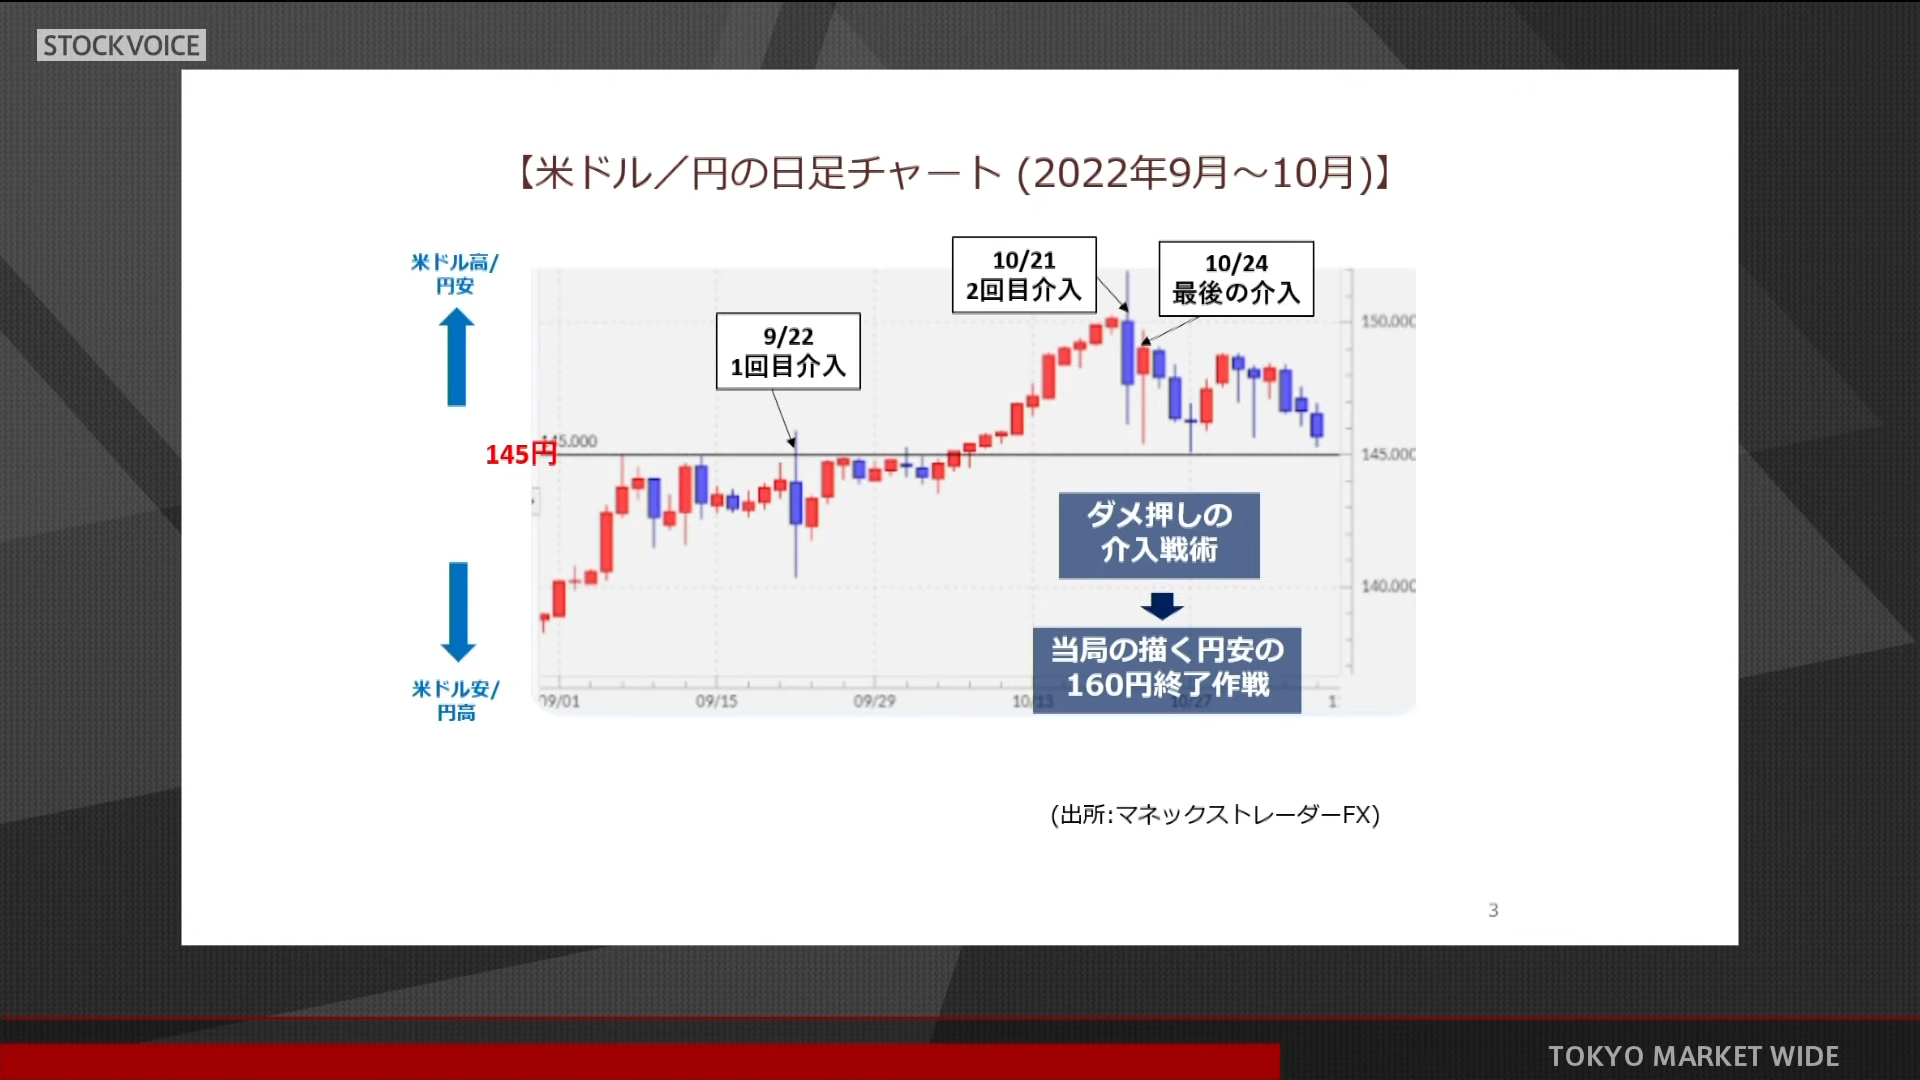 STOCKVOICE
【米ドル／円の日足チャート (2022年9月～10月)】
米ドル高/
円安
10/21
2回目介入
10/24
最後の介入
9/22
1回目介入
150.000
145円
145.000
145.000
ダメ押しの
介入戦術
140.000
当局の描く円安の
160円終了作戦
米ドル安/
円高
09/01
09/15
09/29
10/13
10/27
(出所:マネックストレーダーFX)
3
TOKYO MARKET WIDE